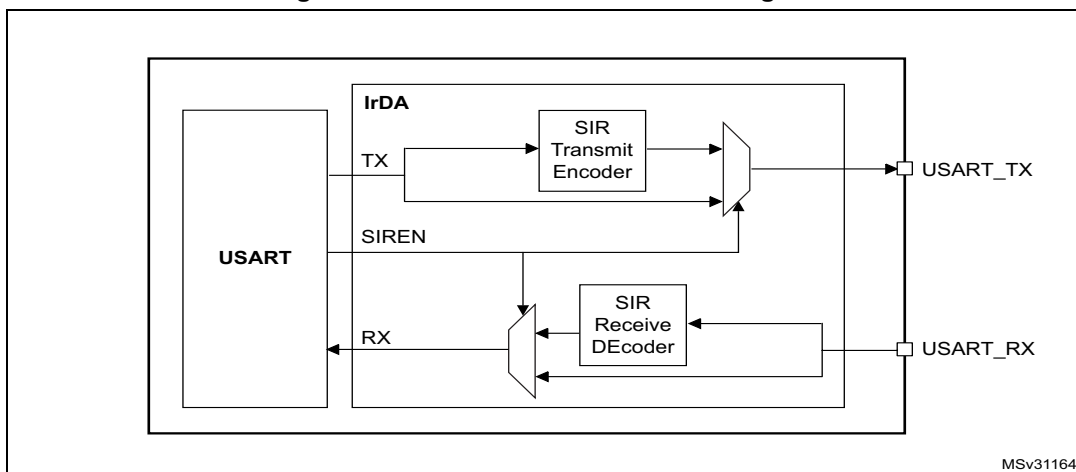 IrDA
SIR
Transmit
Encoder
TX
USART_TX
SIREN
USART
SIR
Receive
DEcoder
RX
USART_RX
MSv31164